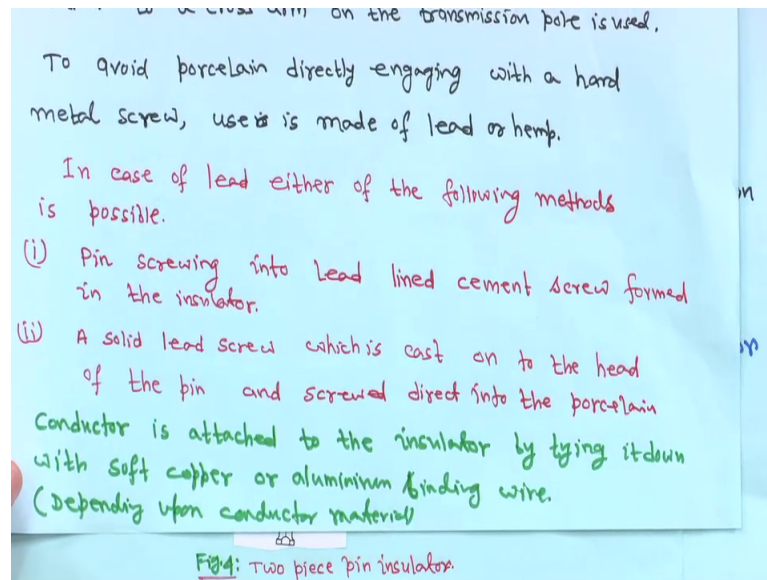 on the transmission pole is used.
To avoid porcelain directly engaging with a hard
metal screw, use is made of lead or hemp.
In case of lead either of the following methods
is possible.
(i) Pin screwing into Lead lined cement screw formed
in the insulator.
(ii) A solid lead screw which is cast on to the head
of the pin and screwed direct into the porcelain
Conductor is attached to the insulator by tying it down
with soft copper or aluminium binding wire.
(Depending upon conductor material)
Fig.4: Two piece pin insulator.